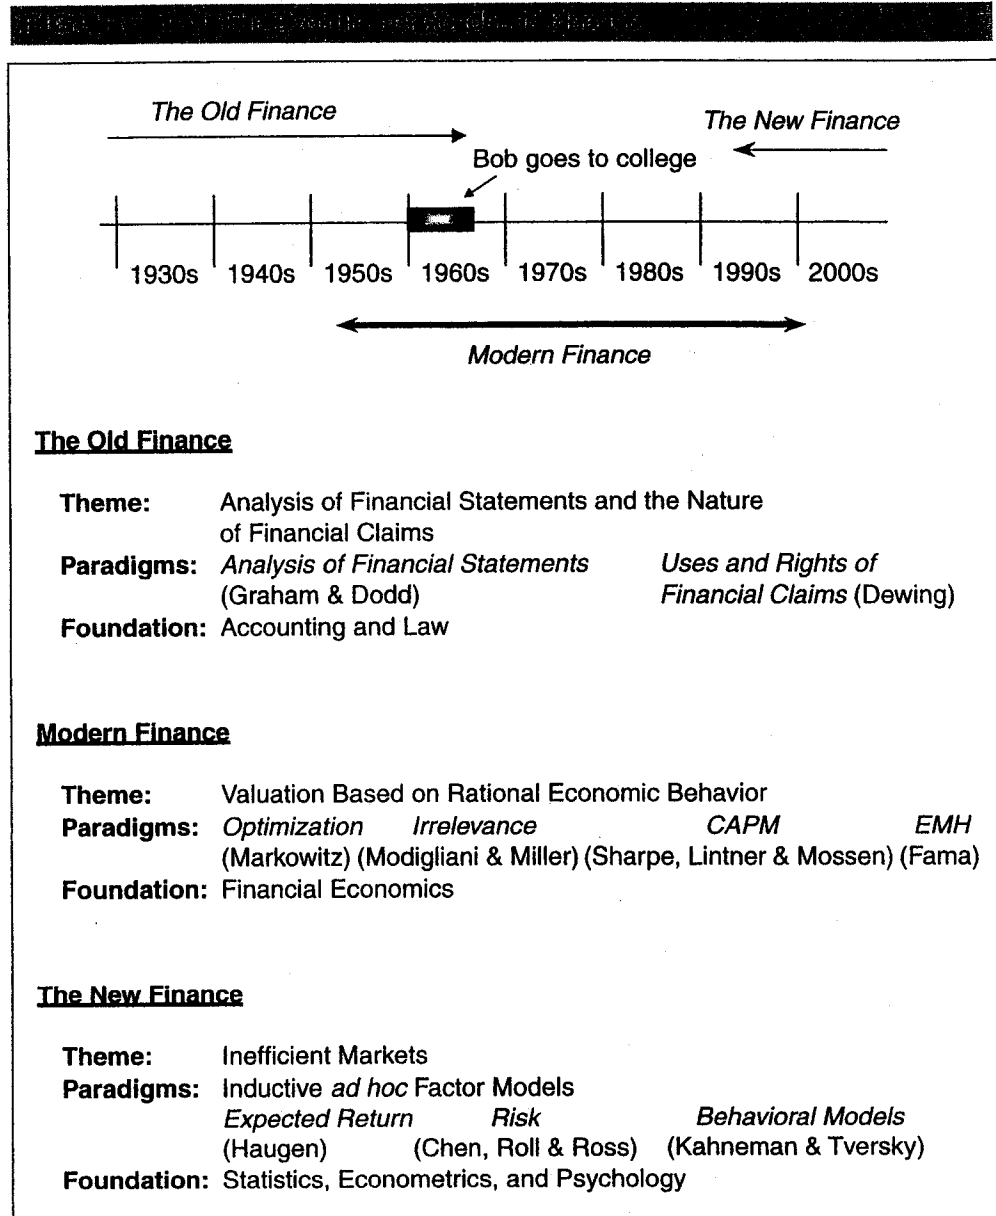 The Old Finance
The New Finance
Bob goes to college
1930s 1940s 1950s 1960s 1970s 1980s 1990s 2000s
Modern Finance
The Old Finance
Theme: Analysis of Financial Statements and the Nature
of Financial Claims
Paradigms: Analysis of Financial Statements Uses and Rights of
(Graham & Dodd) Financial Claims (Dewing)
Foundation: Accounting and Law
Modern Finance
Theme: Valuation Based on Rational Economic Behavior
Paradigms: Optimization Irrelevance CAPM EMH
(Markowitz) (Modigliani & Miller) (Sharpe, Lintner & Mossen) (Fama)
Foundation: Financial Economics
The New Finance
Theme: Inefficient Markets
Paradigms: Inductive ad hoc Factor Models
Expected Return Risk Behavioral Models
(Haugen) (Chen, Roll & Ross) (Kahneman & Tversky)
Foundation: Statistics, Econometrics, and Psychology